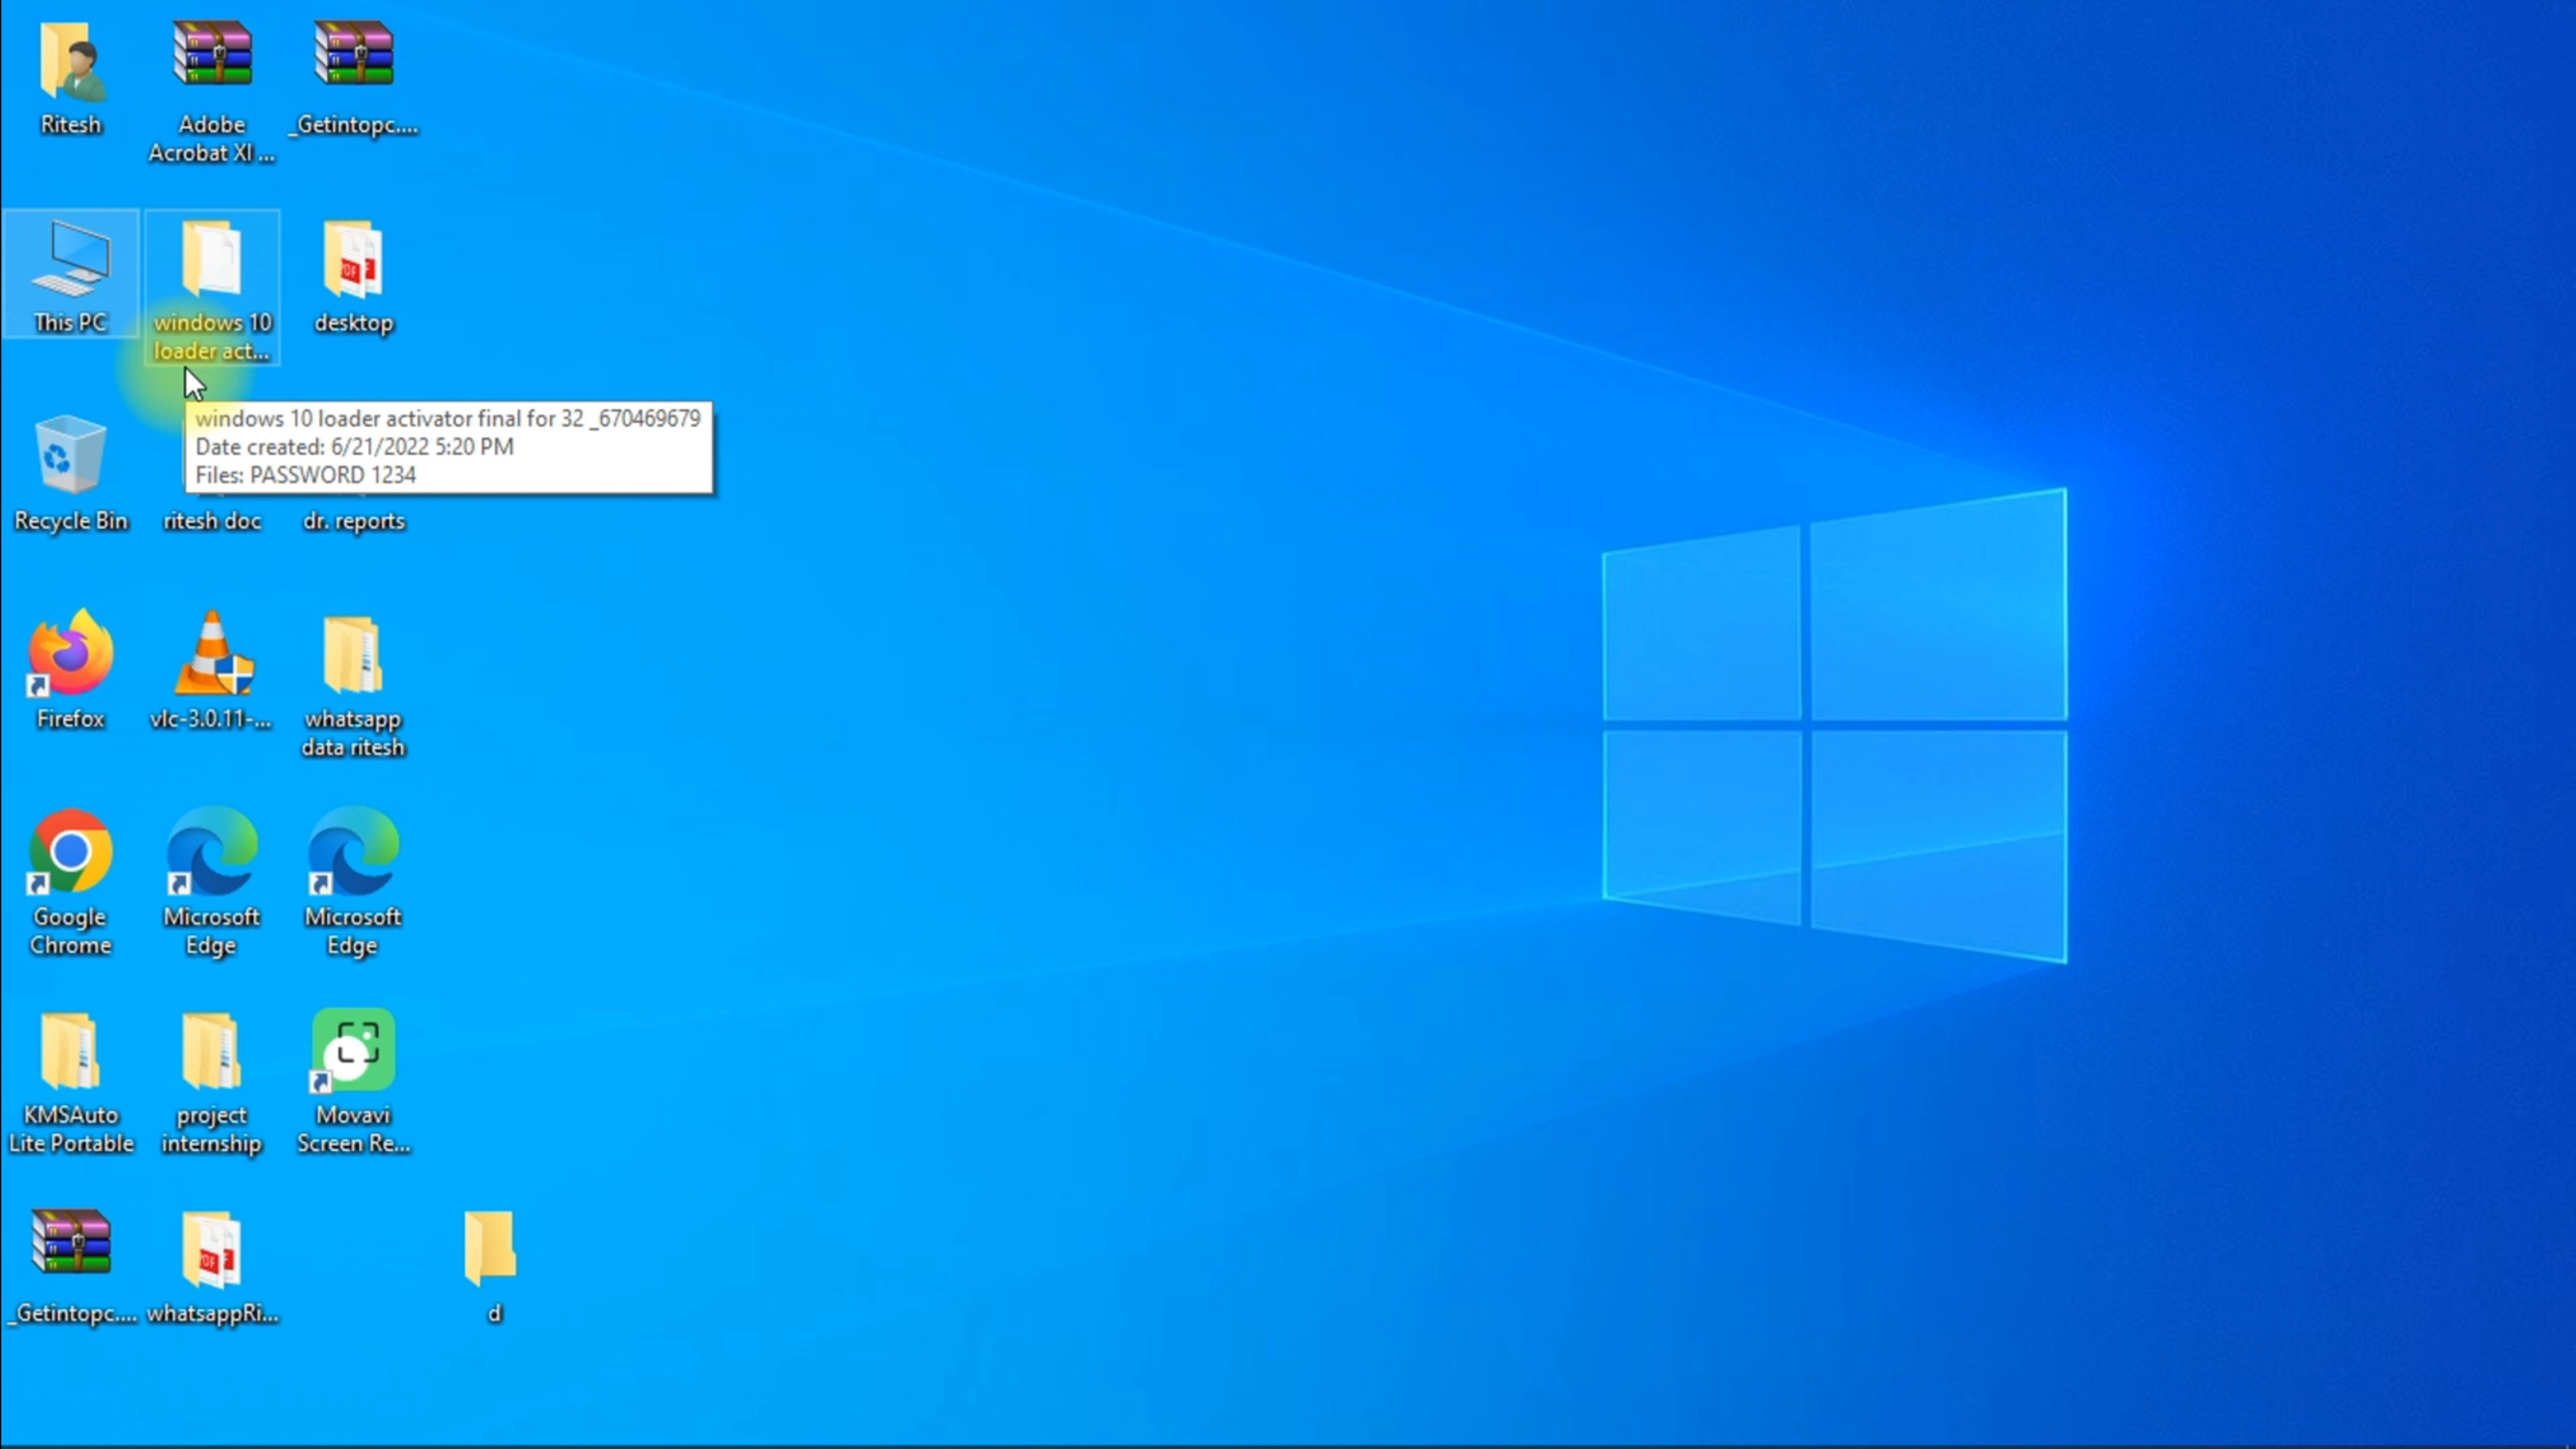 Ritesh
Adobe
Acrobat XI ...
_Getintopc....
This PC
windows 10
loader act...
desktop
windows 10 loader activator final for 32 _670469679
Date created: 6/21/2022 5:20 PM
Files: PASSWORD 1234
Recycle Bin
ritesh doc
dr. reports
Firefox
vlc-3.0.11-...
whatsapp
data ritesh
Google
Chrome
Microsoft
Edge
Microsoft
Edge
KMSAuto
Lite Portable
project
internship
Movavi
Screen Re...
_Getintopc....
whatsappRi...
d